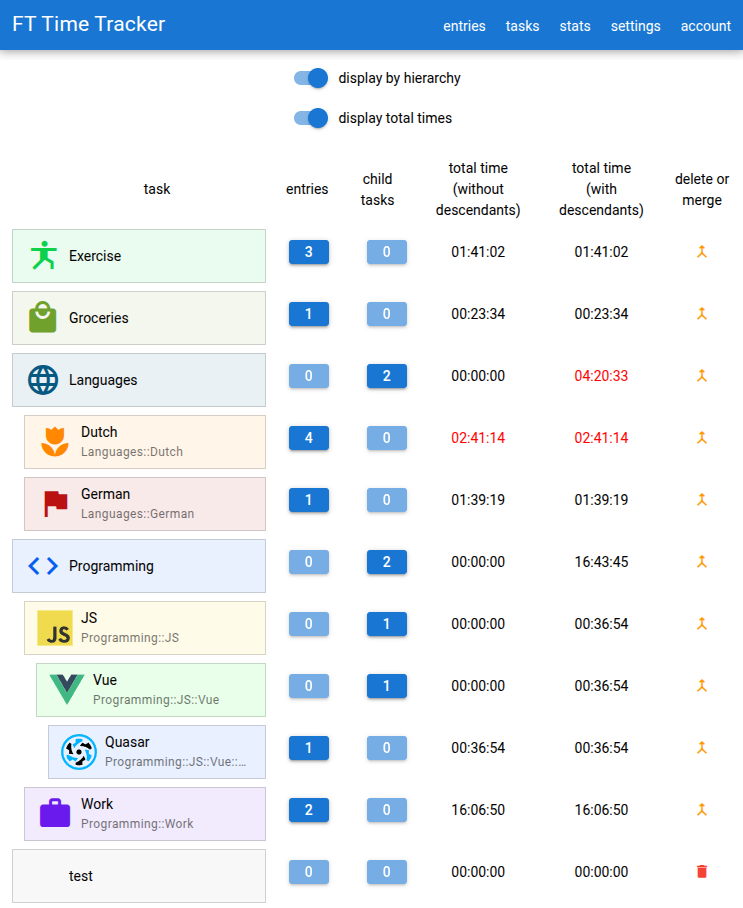 FT Time Tracker
entries tasks stats settings account
display by hierarchy
display total times
task entries child tasks total time (without descendants) total time (with descendants) delete or merge
Exercise 3 0 01:41:02 01:41:02
Groceries 1 0 00:23:34 00:23:34
Languages 0 2 00:00:00 04:20:33
Dutch 4 0 02:41:14 02:41:14
Languages::Dutch
German 1 0 01:39:19 01:39:19
Languages::German
Programming 0 2 00:00:00 16:43:45
JS
JS 0 1 00:00:00 00:36:54
Programming::JS
Vue 0 1 00:00:00 00:36:54
Programming::JS::Vue
Quasar 1 0 00:36:54 00:36:54
Programming::JS::Vue::...
Work 2 0 16:06:50 16:06:50
Programming::Work
test 0 0 00:00:00 00:00:00